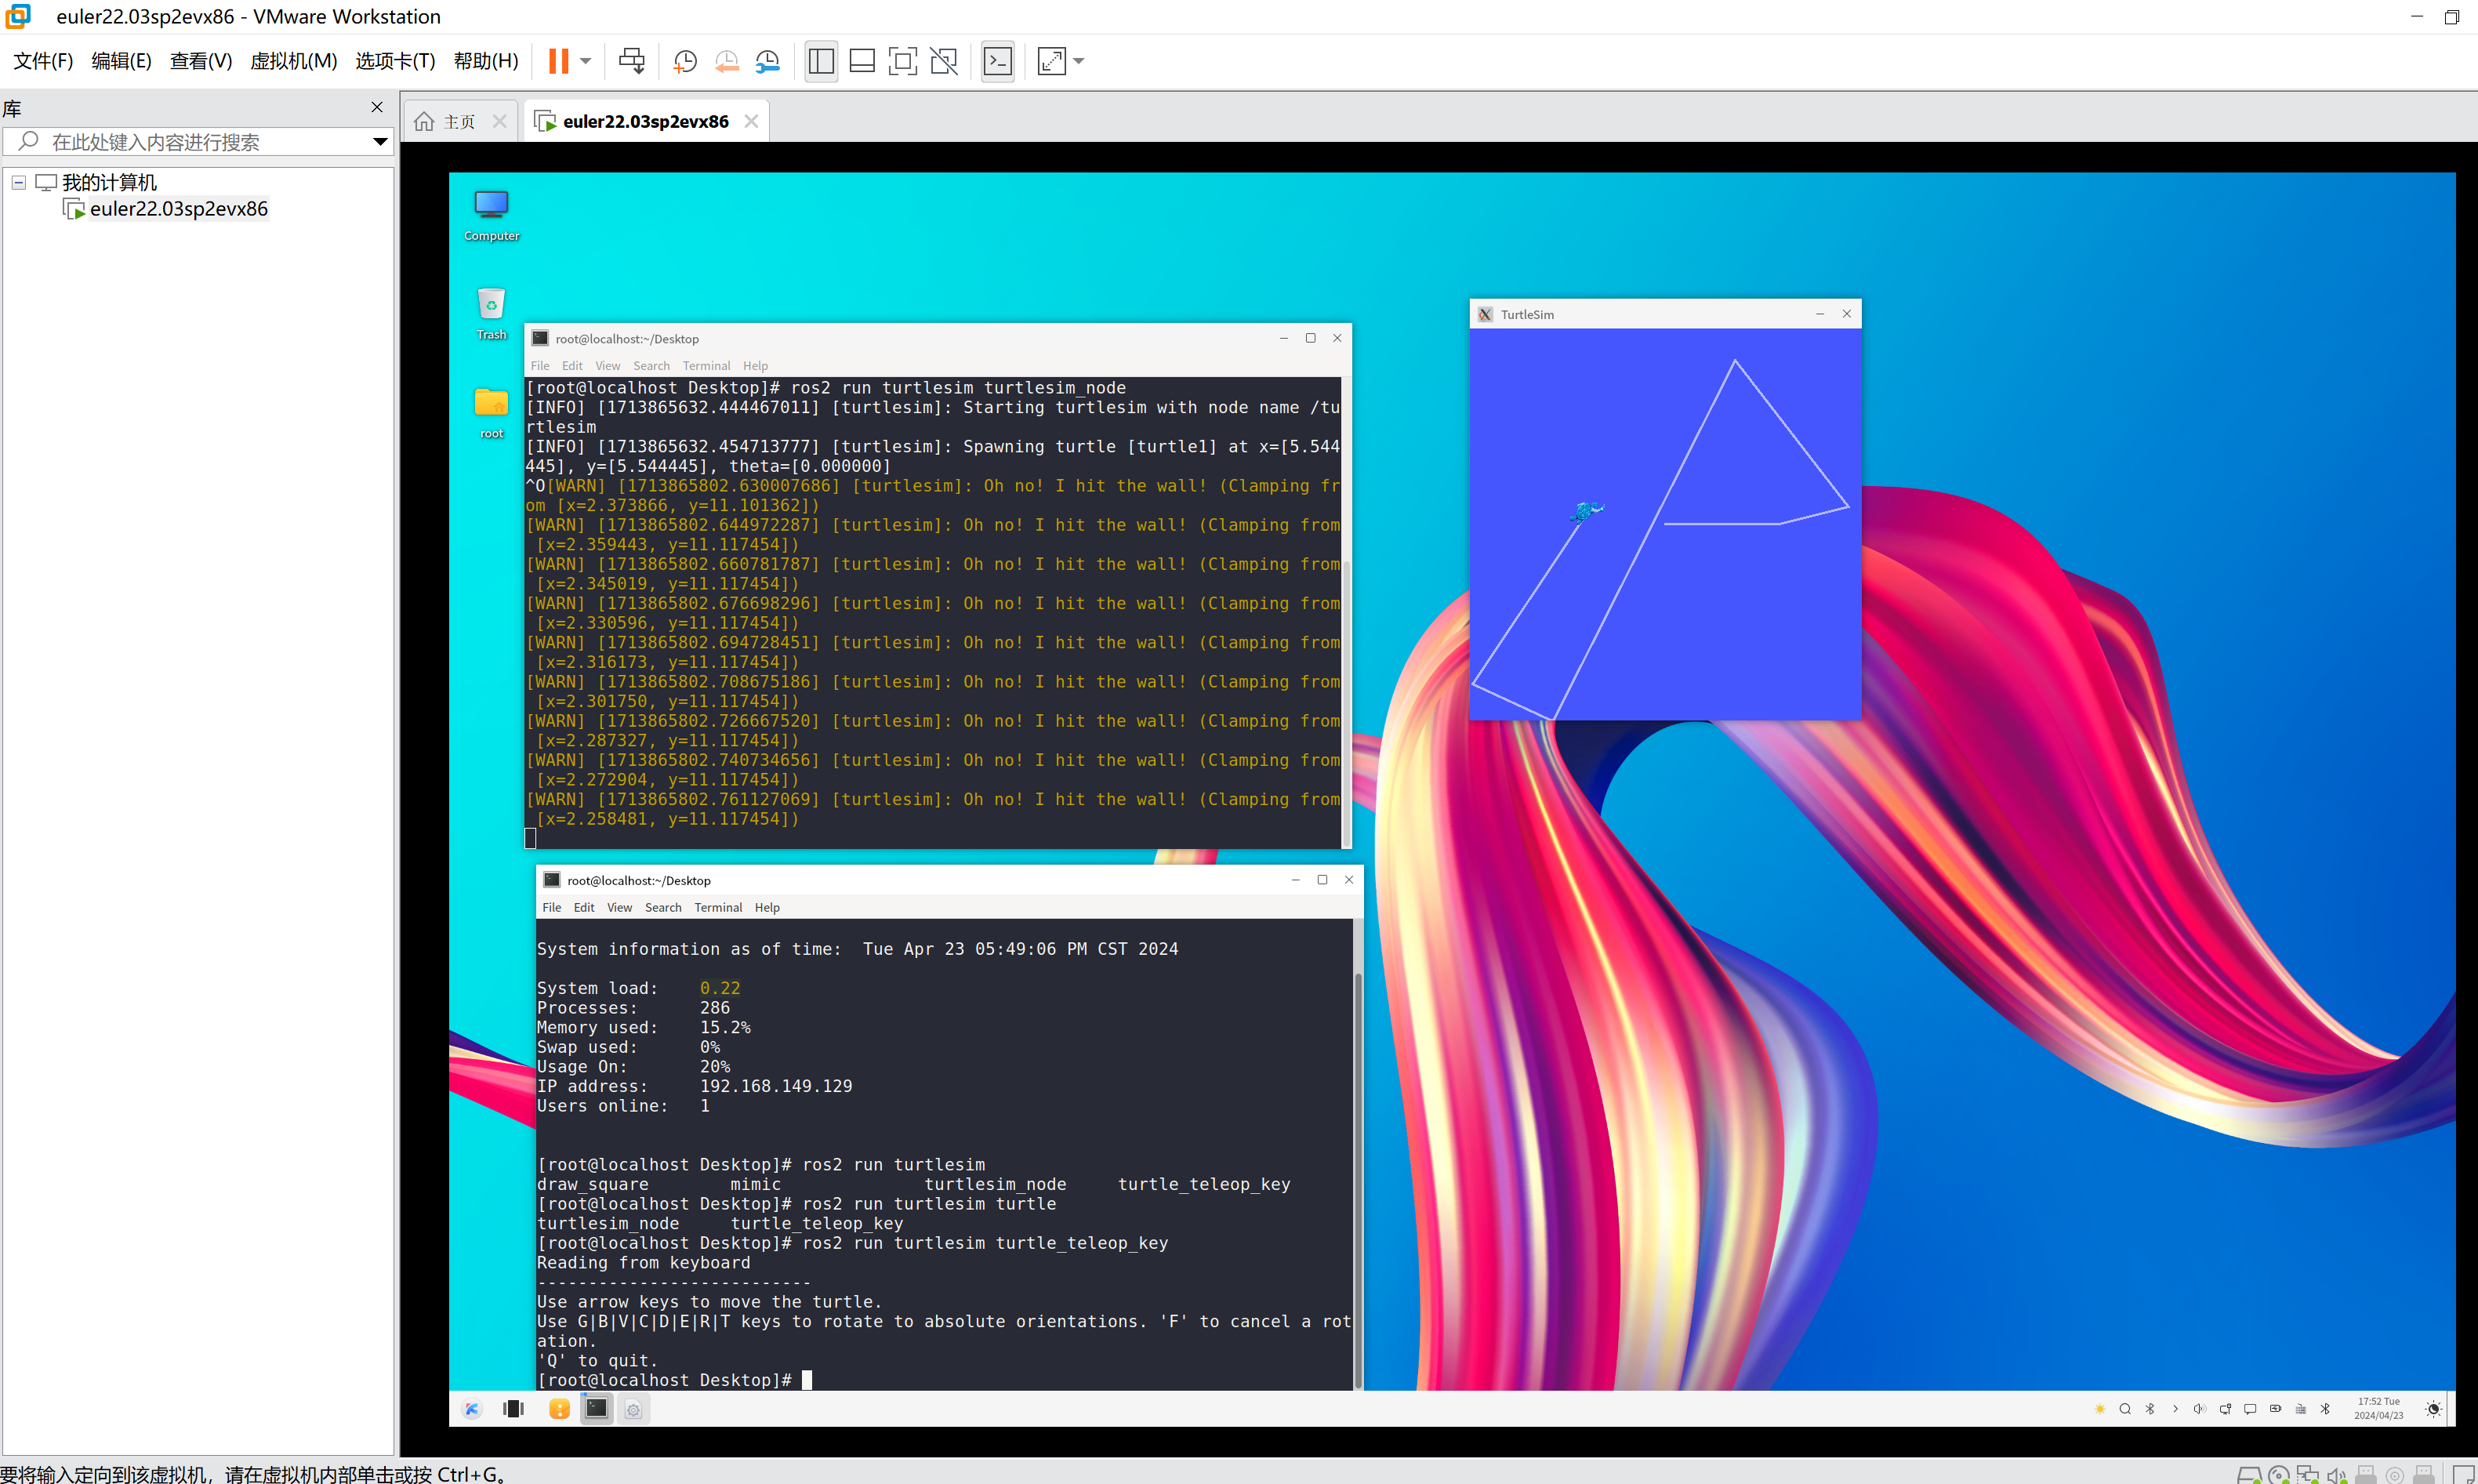 euler22.03sp2evx86 - VMware Workstation
文件(F) 编辑(E) 查看(V) 虚拟机(M) 选项卡(T) 帮助(H)
库
在此处键入内容进行搜索
我的计算机
euler22.03sp2evx86
主页
euler22.03sp2evx86
Computer
Trash
root
root@localhost:~/Desktop
File Edit View Search Terminal Help
[root@localhost Desktop]# ros2 run turtlesim turtlesim_node
[INFO] [1713865632.444467011] [turtlesim]: Starting turtlesim with node name /tu
rtlesim
[INFO] [1713865632.454713777] [turtlesim]: Spawning turtle [turtle1] at x=[5.544
445], y=[5.544445], theta=[0.000000]
^O[WARN] [1713865802.630007686] [turtlesim]: Oh no! I hit the wall! (Clamping fr
om [x=2.373866, y=11.101362])
[WARN] [1713865802.644972287] [turtlesim]: Oh no! I hit the wall! (Clamping from
[x=2.359443, y=11.117454])
[WARN] [1713865802.660781787] [turtlesim]: Oh no! I hit the wall! (Clamping from
[x=2.345019, y=11.117454])
[WARN] [1713865802.676698296] [turtlesim]: Oh no! I hit the wall! (Clamping from
[x=2.330596, y=11.117454])
[WARN] [1713865802.694728451] [turtlesim]: Oh no! I hit the wall! (Clamping from
[x=2.316173, y=11.117454])
[WARN] [1713865802.708675186] [turtlesim]: Oh no! I hit the wall! (Clamping from
[x=2.301750, y=11.117454])
[WARN] [1713865802.726667520] [turtlesim]: Oh no! I hit the wall! (Clamping from
[x=2.287327, y=11.117454])
[WARN] [1713865802.740734656] [turtlesim]: Oh no! I hit the wall! (Clamping from
[x=2.272904, y=11.117454])
[WARN] [1713865802.761127069] [turtlesim]: Oh no! I hit the wall! (Clamping from
[x=2.258481, y=11.117454])
TurtleSim
root@localhost:~/Desktop
File Edit View Search Terminal Help
System information as of time: Tue Apr 23 05:49:06 PM CST 2024
System load: 0.22
Processes: 286
Memory used: 15.2%
Swap used: 0%
Usage On: 20%
IP address: 192.168.149.129
Users online: 1
[root@localhost Desktop]# ros2 run turtlesim
draw_square mimic turtlesim_node turtle_teleop_key
[root@localhost Desktop]# ros2 run turtlesim turtle
turtlesim_node turtle_teleop_key
[root@localhost Desktop]# ros2 run turtlesim turtle_teleop_key
Reading from keyboard
---------------------------
Use arrow keys to move the turtle.
Use G|B|V|C|D|E|R|T keys to rotate to absolute orientations. 'F' to cancel a rot
ation.
'Q' to quit.
[root@localhost Desktop]#
17:52 Tue
2024/04/23
要将输入定向到该虚拟机，请在虚拟机内部单击或按 Ctrl+G。